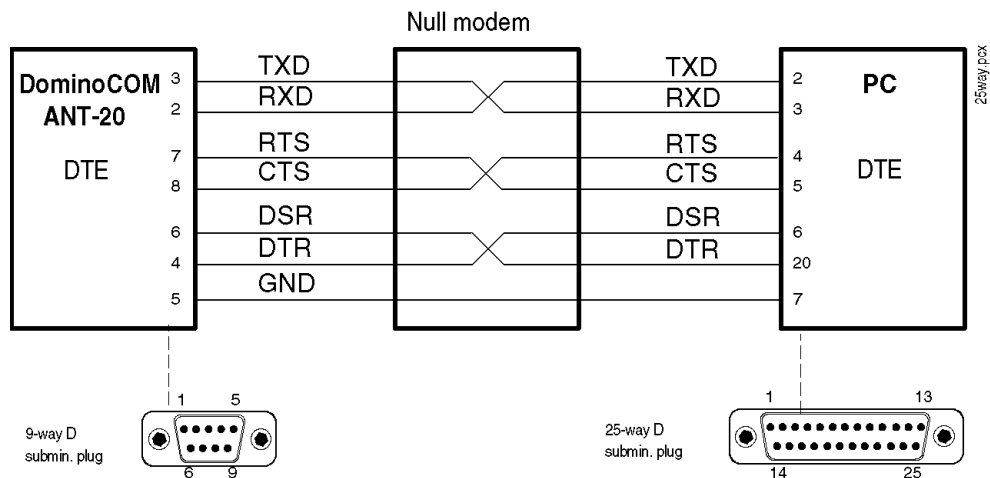 Null modem
DominoCOM
ANT-20
DTE
3
2
7
8
6
4
5
TXD
RXD
RTS
CTS
DSR
DTR
GND
TXD
RXD
RTS
CTS
DSR
DTR
2
3
4
5
6
20
7
PC
DTE
25way.pcx
9-way D
submin. plug
1 5
6 9
25-way D
submin. plug
1 13
14 25